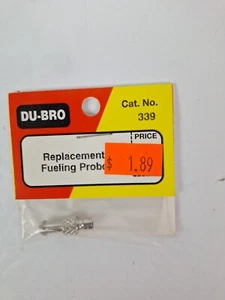 DU-BRO
Cat. No.
339
PRICE
Replacement
Fueling Probe
$ 1.89